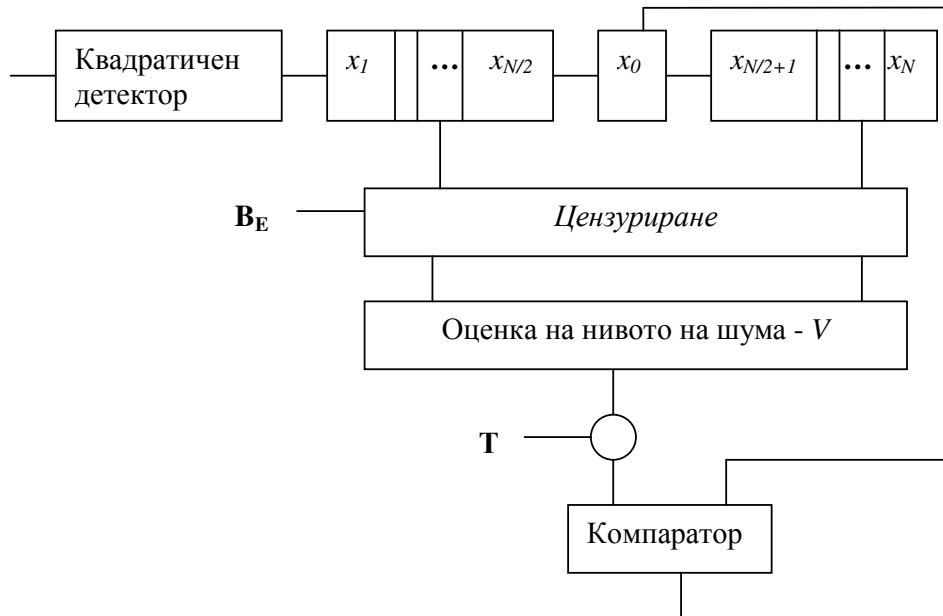 Квадратичен
детектор
x1 ... xN/2
x0
xN/2+1 ... xN
BE
Цензуриране
Оценка на нивото на шума - V
T
Компаратор